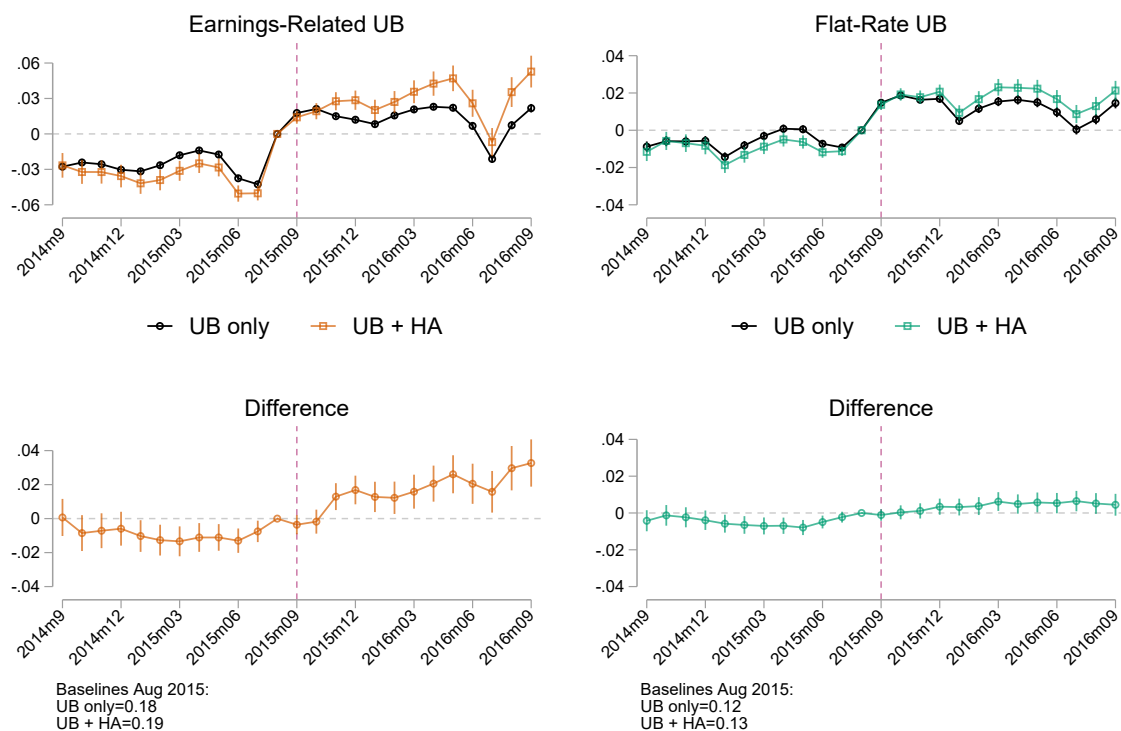 Earnings-Related UB
.06
.03
0
-.03
-.06
2014m9
2014m12
2015m03
2015m06
2015m09
2015m12
2016m03
2016m06
2016m09
UB only
UB + HA
Flat-Rate UB
.04
.02
0
-.02
-.04
2014m9
2014m12
2015m03
2015m06
2015m09
2015m12
2016m03
2016m06
2016m09
UB only
UB + HA
Difference
.04
.02
0
-.02
-.04
2014m9
2014m12
2015m03
2015m06
2015m09
2015m12
2016m03
2016m06
2016m09
Baselines Aug 2015:
UB only=0.18
UB + HA=0.19
Difference
.04
.02
0
-.02
-.04
2014m9
2014m12
2015m03
2015m06
2015m09
2015m12
2016m03
2016m06
2016m09
Baselines Aug 2015:
UB only=0.12
UB + HA=0.13